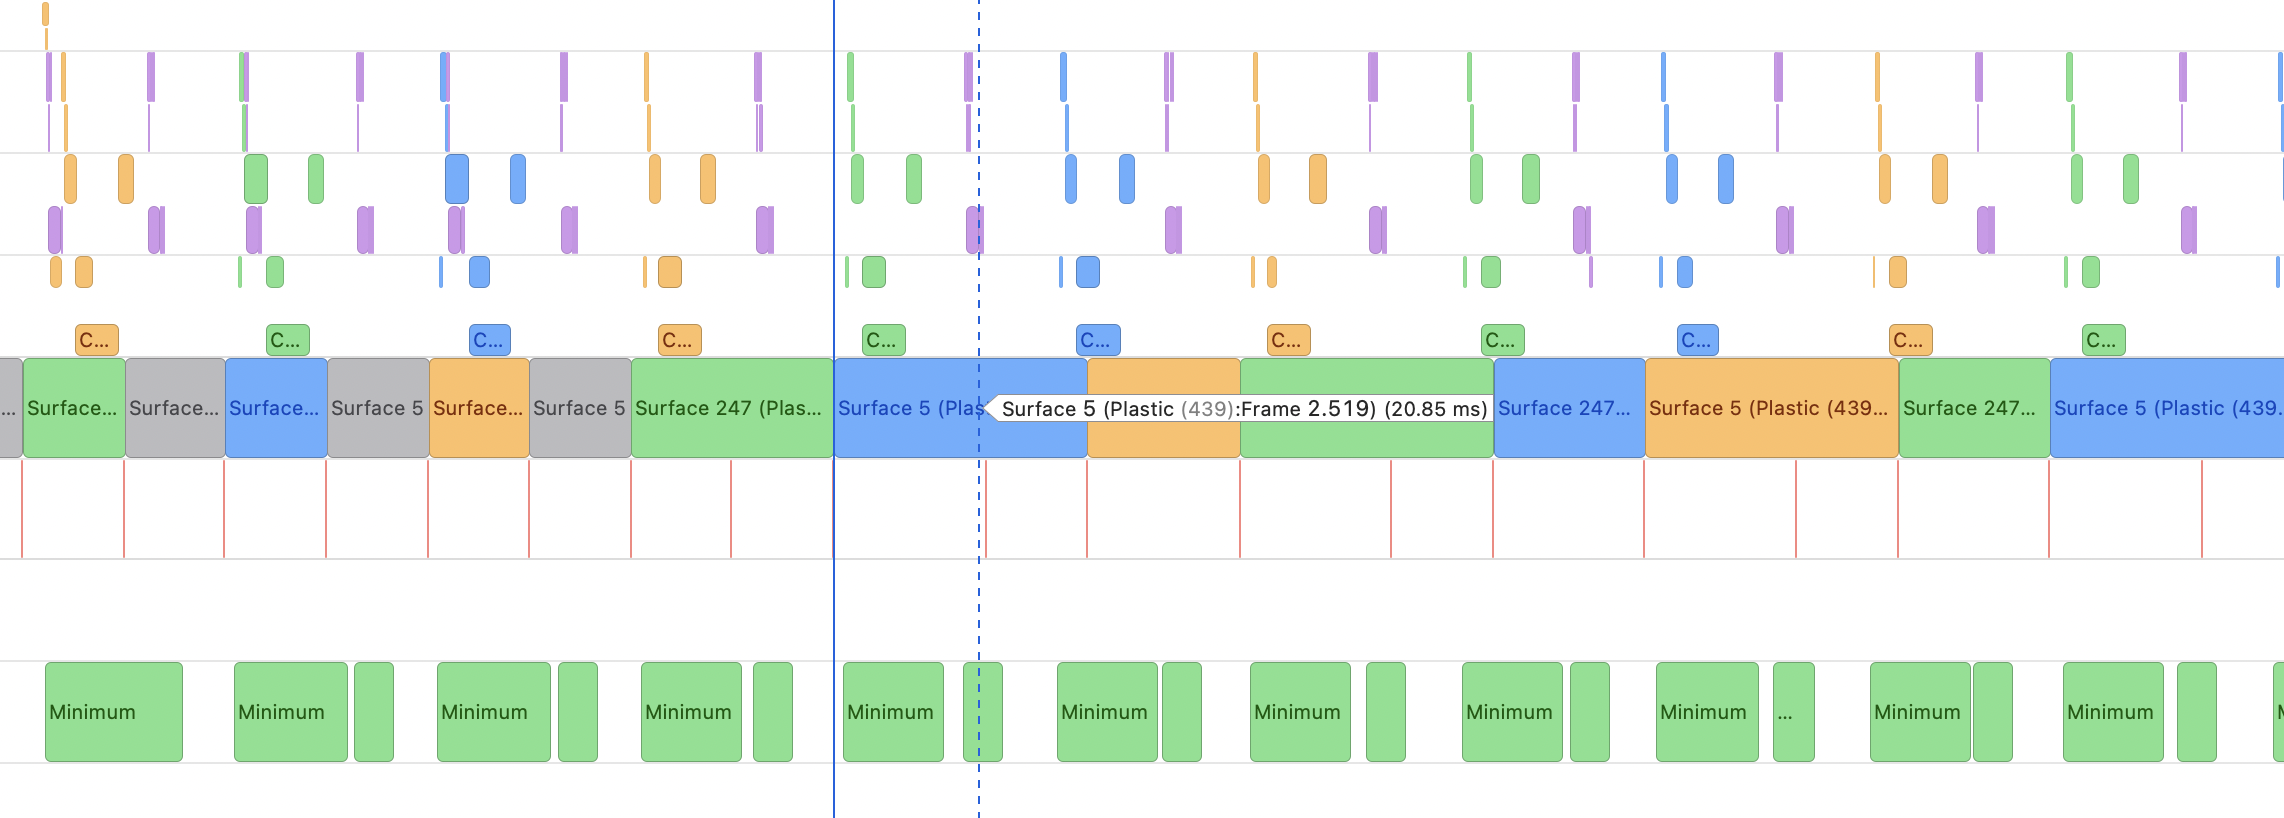 C...
C...
C...
C...
C...
C...
C...
C...
C...
C...
C...
...
Surface...
Surface...
Surface...
Surface 5
Surface...
Surface 5
Surface 247 (Plas...
Surface 5 (Plas
Surface 5 (Plastic (439):Frame 2.519) (20.85 ms)
Surface 247...
Surface 5 (Plastic (439...
Surface 247...
Surface 5 (Plastic (439.
Minimum
Minimum
Minimum
Minimum
Minimum
Minimum
Minimum
Minimum
Minimum
...
Minimum
Minimum